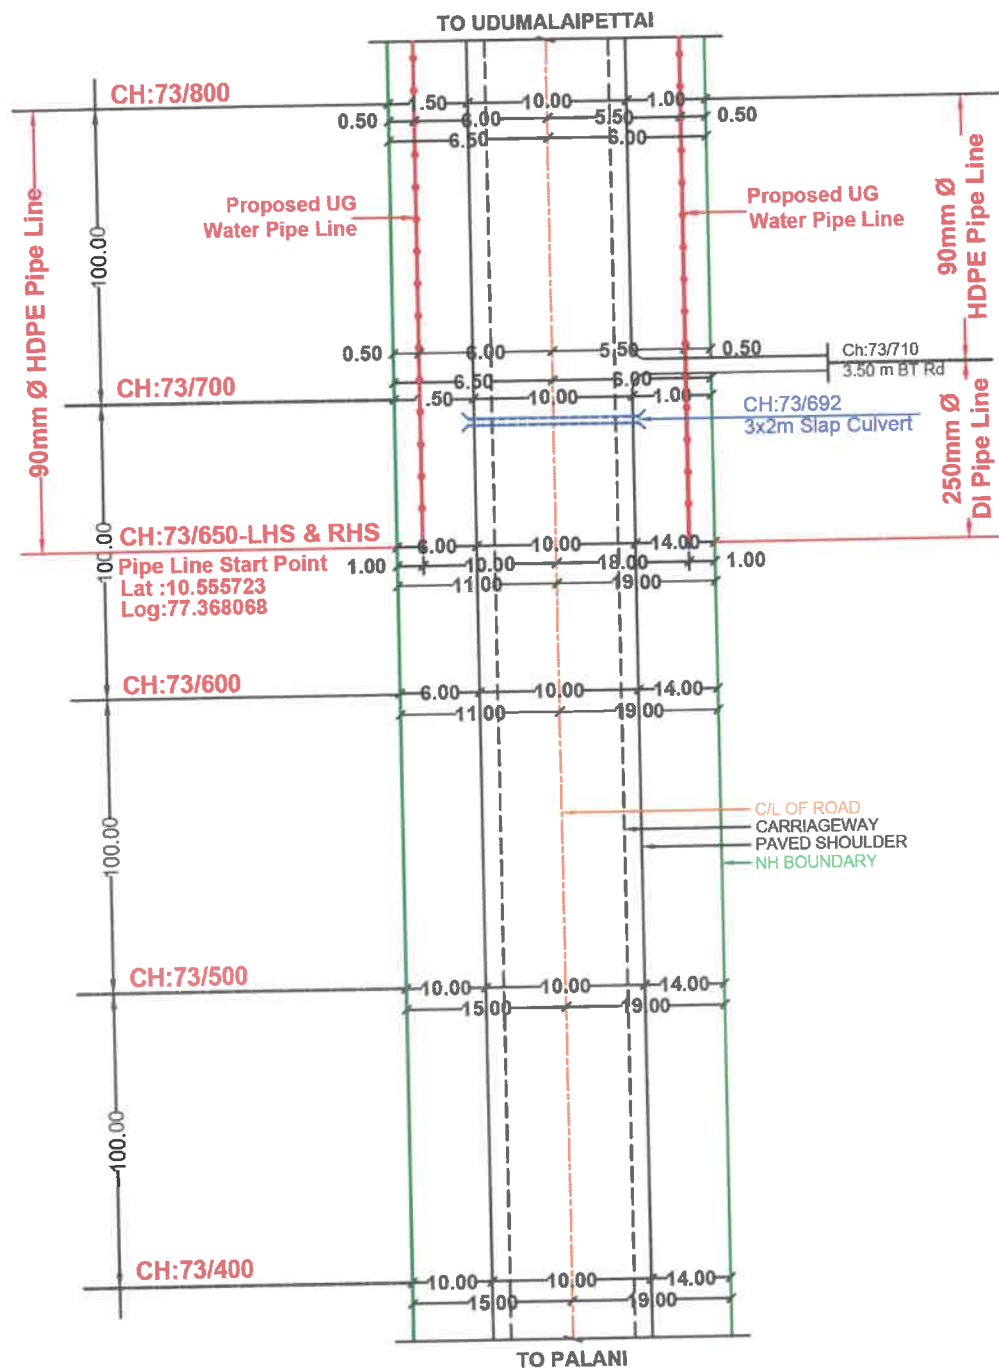 TO UDUMALAIPETTAI
CH:73/800
.50 10.00 1.00
0.50 6.00 5.50 0.50
6.50 6.00
Proposed UG
Water Pipe Line
Proposed UG
Water Pipe Line
90mm Ø HDPE Pipe Line
100.00
90mm Ø
HDPE Pipe Line
0.50 6.00 5.50 0.50
Ch:73/710
3.50 m BT Rd
6.50 6.00
CH:73/700
.50 10.00 1.00
CH:73/692
3x2m Slap Culvert
250mm Ø
DI Pipe Line
100.00
CH:73/650-LHS & RHS
6.00 10.00 14.00
Pipe Line Start Point
1.00 10.00 18.00 1.00
Lat :10.555723
11.00 19.00
Log:77.368068
CH:73/600
6.00 10.00 14.00
11.00 19.00
100.00
C/L OF ROAD
CARRIAGEWAY
PAVED SHOULDER
NH BOUNDARY
CH:73/500
10.00 10.00 14.00
15.00 19.00
100.00
CH:73/400
10.00 10.00 14.00
15.00 19.00
TO PALANI